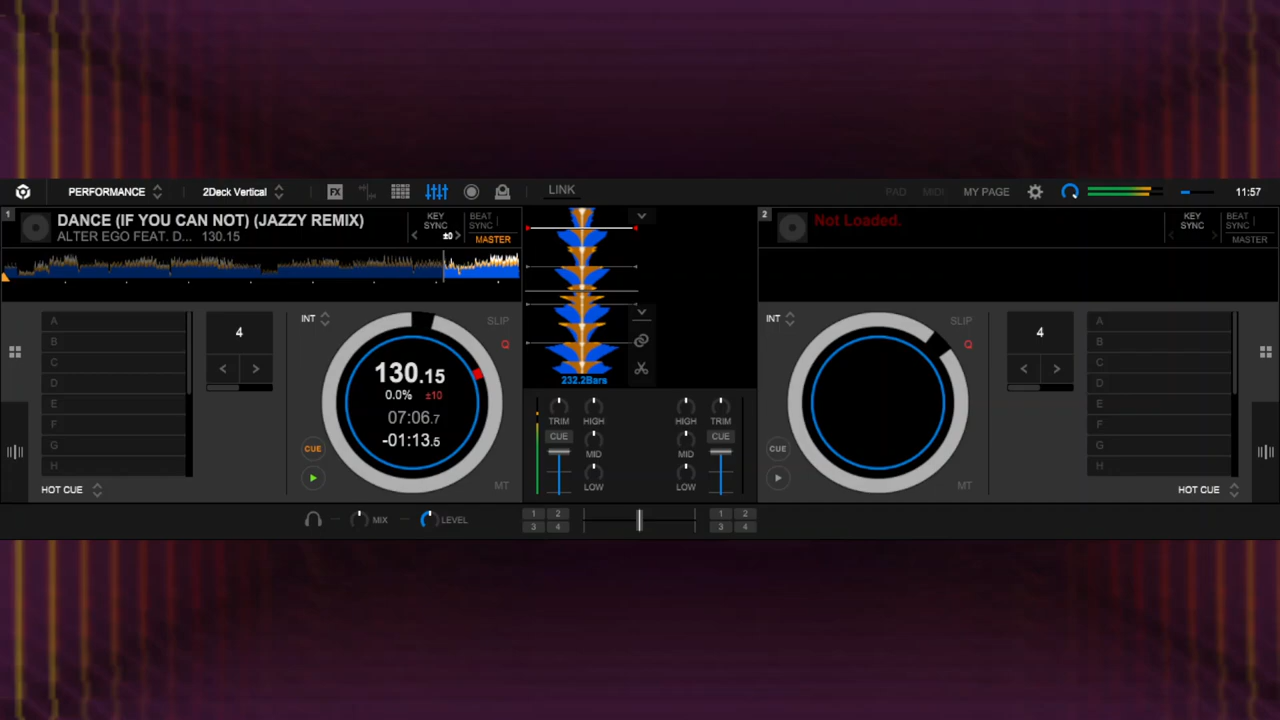 PERFORMANCE
2Deck Vertical
FX
LINK
PAD
MIDI
MY PAGE
11:57
1
DANCE (IF YOU CAN NOT) (JAZZY REMIX)
ALTER EGO FEAT. D... 130.15
KEY SYNC
< ±0 >
BEAT SYNC
MASTER
2
Not Loaded.
KEY SYNC
< >
BEAT SYNC
MASTER
A
B
C
D
E
F
G
H
HOT CUE
4
< >
INT
SLIP
Q
130.15
0.0% ±10
07:06.7
-01:13.5
CUE
MT
232.2Bars
TRIM HIGH
CUE
MID
LOW
HIGH TRIM
CUE
MID
LOW
INT
SLIP
Q
CUE
MT
4
< >
A
B
C
D
E
F
G
H
HOT CUE
MIX
LEVEL
1 2
3 4
1 2
3 4